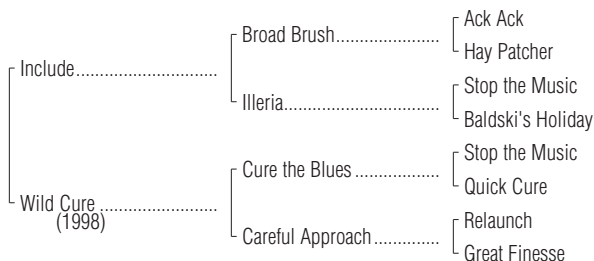 Ack Ack
Broad Brush
Hay Patcher
Include
Stop the Music
Illeria
Baldski's Holiday
Stop the Music
Cure the Blues
Quick Cure
Wild Cure
(1998)
Relaunch
Careful Approach
Great Finesse